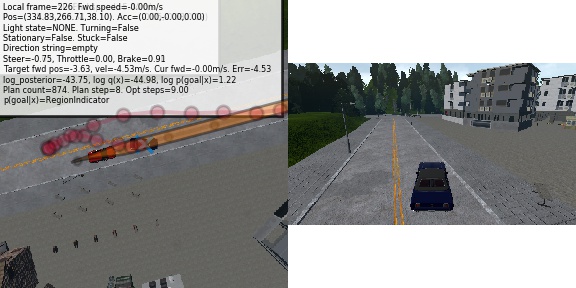 Local frame=226. Fwd speed=-0.00m/s
Pos=(334.83,266.71,38.10). Acc=(0.00,-0.00,0.00)
Light state=NONE. Turning=False
Stationary=False. Stuck=False
Direction string=empty
Steer=-0.75, Throttle=0.00, Brake=0.91
Target fwd pos=-3.63, vel=-4.53m/s. Cur fwd=-0.00m/s. Err=-4.53
log_posterior=-43.75, log q(x)=-44.98, log p(goal|x)=1.22
Plan count=874. Plan step=8. Opt steps=9.00
p(goal|x)=RegionIndicator